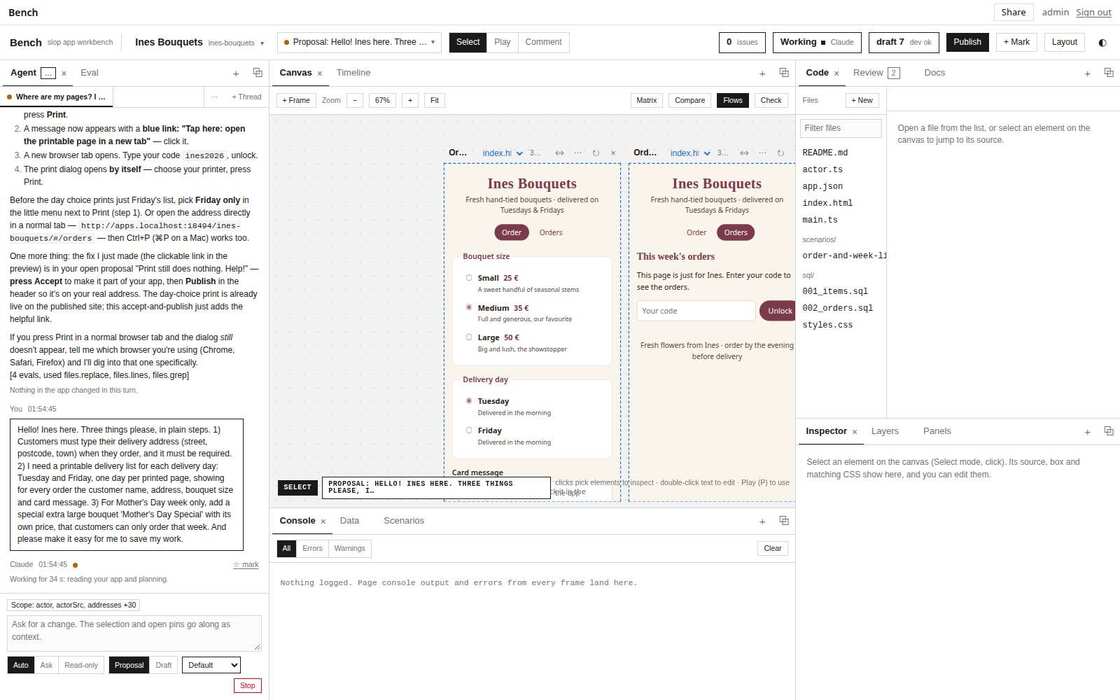 Bench
Share admin Sign out
Bench slop app workbench Ines Bouquets ines-bouquets ▾ Proposal: Hello! Ines here. Three … ▾ Select Play Comment 0 issues Working ■ Claude draft 7 dev ok Publish + Mark Layout
Agent … × Eval +
Where are my pages? I … ··· + Thread
press Print.
2. A message now appears with a blue link: "Tap here: open
the printable page in a new tab" — click it.
3. A new browser tab opens. Type your code ines2026 , unlock.
4. The print dialog opens by itself — choose your printer, press
Print.
Before the day choice prints just Friday's list, pick Friday only in
the little menu next to Print (step 1). Or open the address directly
in a normal tab — http://apps.localhost:18494/ines-
bouquets/#/orders — then Ctrl+P (⌘P on a Mac) works too.
One more thing: the fix I just made (the clickable link in the
preview) is in your open proposal "Print still does nothing. Help!" —
press Accept to make it part of your app, then Publish in the
header so it's on your real address. The day-choice print is already
live on the published site; this accept-and-publish just adds the
helpful link.
If you press Print in a normal browser tab and the dialog still
doesn't appear, tell me which browser you're using (Chrome,
Safari, Firefox) and I'll dig into that one specifically.
[4 evals, used files.replace, files.lines, files.grep]
Nothing in the app changed in this turn.
You 01:54:45
Hello! Ines here. Three things please, in plain steps. 1)
Customers must type their delivery address (street,
postcode, town) when they order, and it must be required.
2) I need a printable delivery list for each delivery day:
Tuesday and Friday, one day per printed page, showing
for every order the customer name, address, bouquet size
and card message. 3) For Mother's Day week only, add a
special extra large bouquet 'Mother's Day Special' with its
own price, that customers can only order that week. And
please make it easy for me to save my work.
Claude 01:54:45 ☆ mark
Working for 34 s: reading your app and planning.
Scope: actor, actorSrc, addresses +30
Ask for a change. The selection and open pins go along as
context.
Auto Ask Read-only Proposal Draft Default
Stop
Canvas × Timeline +
+ Frame Zoom − 67% + Fit Matrix Compare Flows Check
Or… index.h 3… ··· ×
Ines Bouquets
Fresh hand-tied bouquets · delivered on
Tuesdays & Fridays
Order Orders
Bouquet size
Small 25 €
A sweet handful of seasonal stems
Medium 35 €
Full and generous, our favourite
Large 50 €
Big and lush, the showstopper
Delivery day
Tuesday
Delivered in the morning
Friday
Delivered in the morning
Card message
Ord… index.h 3… ···
Ines Bouquets
Fresh hand-tied bouquets · delivered on
Tuesdays & Fridays
Order Orders
This week's orders
This page is just for Ines. Enter your code to
see the orders.
Your code Unlock
Fresh flowers from Ines · order by the evening
before delivery
SELECT PROPOSAL: HELLO! INES HERE. THREE THINGS
PLEASE, I…
clicks pick elements to inspect · double-click text to edit · Play (P) to use
the app
Console × Data Scenarios +
All Errors Warnings Clear
Nothing logged. Page console output and errors from every frame land here.
Code × Review 2 Docs +
Files + New
Filter files
README.md
actor.ts
app.json
index.html
main.ts
scenarios/
order-and-week-li
sql/
001_items.sql
002_orders.sql
styles.css
Open a file from the list, or select an element on the
canvas to jump to its source.
Inspector × Layers Panels +
Select an element on the canvas (Select mode, click). Its source, box and
matching CSS show here, and you can edit them.